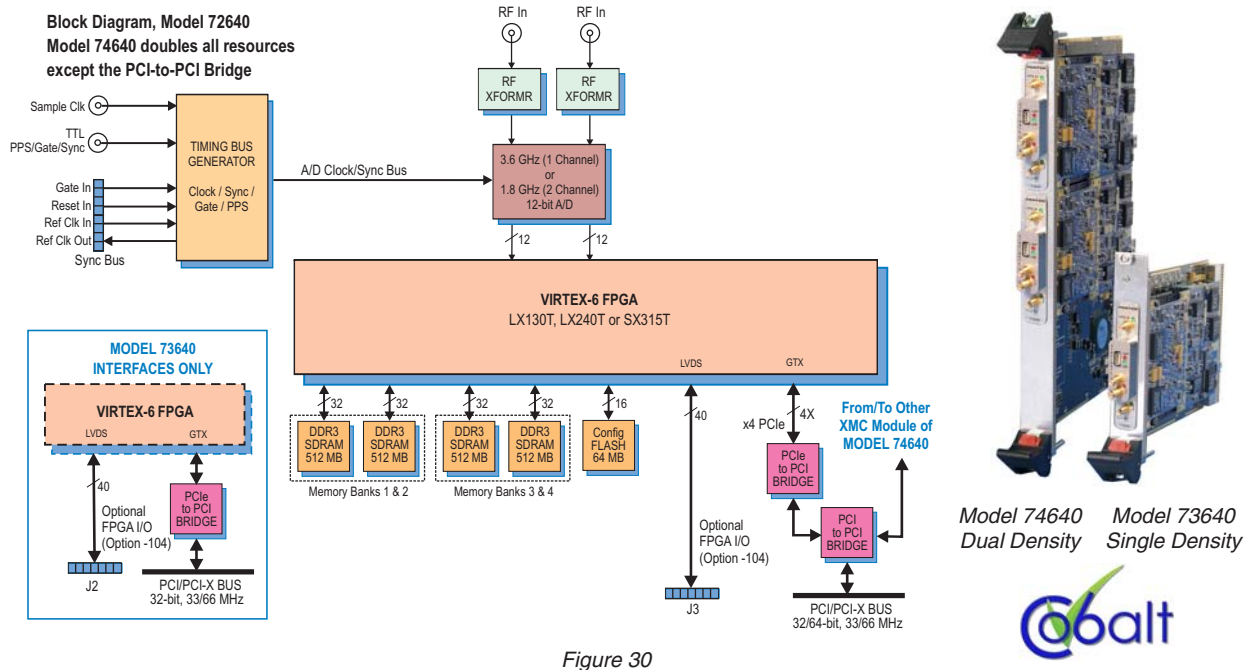 Block Diagram, Model 72640
Model 74640 doubles all resources
except the PCI-to-PCI Bridge
RF In
RF In
RF
XFORMR
RF
XFORMR
Sample Clk
TTL
PPS/Gate/Sync
TIMING BUS
GENERATOR
Clock / Sync /
Gate / PPS
Gate In
Reset In
Ref Clk In
Ref Clk Out
Sync Bus
A/D Clock/Sync Bus
3.6 GHz (1 Channel)
or
1.8 GHz (2 Channel)
12-bit A/D
12
12
VIRTEX-6 FPGA
LX130T, LX240T or SX315T
LVDS
GTX
MODEL 73640
INTERFACES ONLY
VIRTEX-6 FPGA
LVDS
GTX
40
PCIe
to PCI
BRIDGE
Optional
FPGA I/O
(Option -104)
J2
PCI/PCI-X BUS
32-bit, 33/66 MHz
32
32
32
32
16
DDR3
SDRAM
512 MB
DDR3
SDRAM
512 MB
DDR3
SDRAM
512 MB
DDR3
SDRAM
512 MB
Config
FLASH
64 MB
Memory Banks 1 & 2
Memory Banks 3 & 4
40
Optional
FPGA I/O
(Option -104)
J3
4X
x4 PCIe
PCIe
to PCI
BRIDGE
PCI
to PCI
BRIDGE
From/To Other
XMC Module of
MODEL 74640
PCI/PCI-X BUS
32/64-bit, 33/66 MHz
Model 74640
Dual Density
Model 73640
Single Density
Cobalt
Figure 30